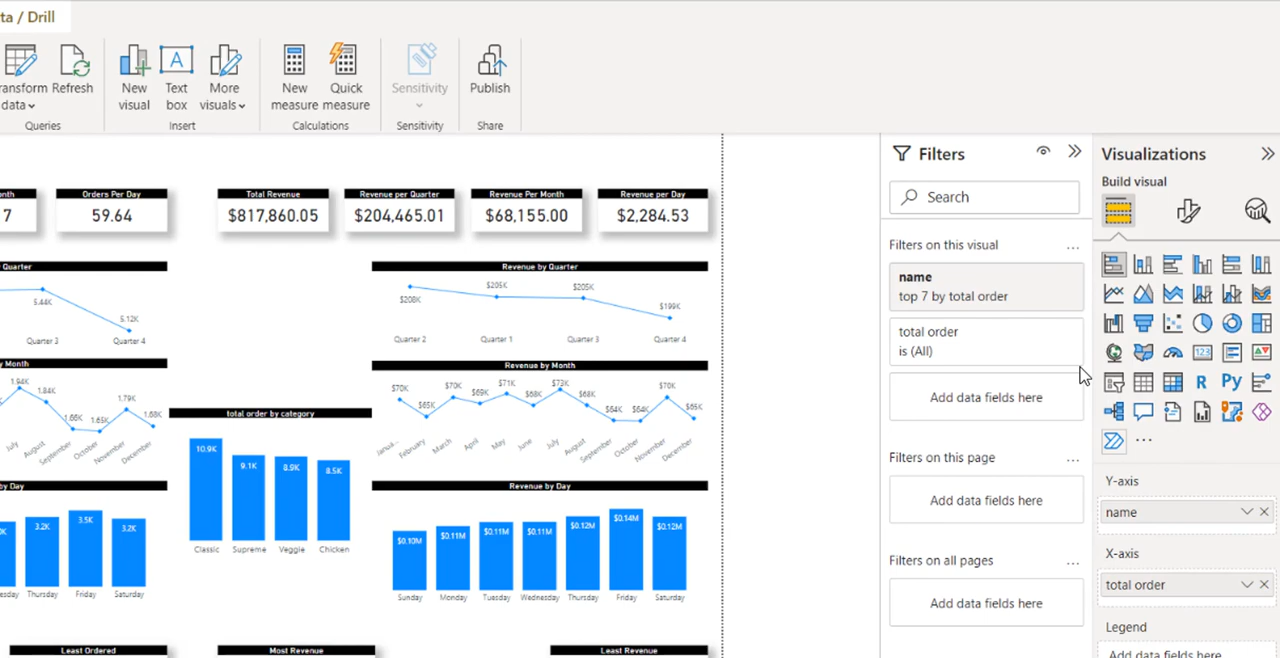 ta / Drill
ransform
data
Refresh
New
visual
Text
box
More
visuals
New
measure
Quick
measure
Sensitivity
Publish
Queries
Insert
Calculations
Sensitivity
Share
onth
7
Orders Per Day
59.64
Total Revenue
$817,860.05
Revenue per Quarter
$204,465.01
Revenue Per Month
$68,155.00
Revenue per Day
$2,284.53
Quarter
5.44K
5.12K
Quarter 3
Quarter 4
y Month
1.94K
1.84K
1.66K
1.65K
1.79K
1.68K
July
August
September
October
November
December
by Day
3.2K
3.5K
3.2K
esday
Thursday
Friday
Saturday
total order by category
10.9K
9.1K
8.9K
8.5K
Classic
Supreme
Veggie
Chicken
Revenue by Quarter
$208K
$205K
$205K
$199K
Quarter 2
Quarter 1
Quarter 3
Quarter 4
Revenue by Month
$70K
$65K
$70K
$69K
$71K
$68K
$73K
$68K
$64K
$64K
$70K
$65K
Januar...
February
March
April
May
June
July
August
September
October
November
December
Revenue by Day
$0.10M
$0.11M
$0.11M
$0.11M
$0.12M
$0.14M
$0.12M
Sunday
Monday
Tuesday
Wednesday
Thursday
Friday
Saturday
Least Ordered
Most Revenue
Least Revenue
Filters
Search
Filters on this visual
...
name
top 7 by total order
total order
is (All)
Add data fields here
Filters on this page
...
Add data fields here
Filters on all pages
...
Add data fields here
Visualizations
Build visual
123
R
Py
...
Y-axis
name
X-axis
total order
Legend
Add data fields here